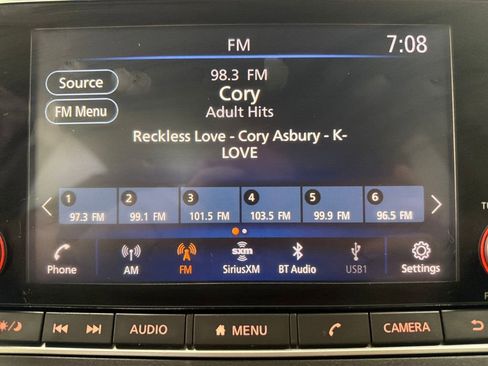 FM
7:08
Source
98.3 FM
Cory
FM Menu
Adult Hits
Reckless Love - Cory Asbury - K-
LOVE
1 2 3 4 5 6
97.3 FM 99.1 FM 101.5 FM 103.5 FM 99.9 FM 96.5 FM
sxm
Phone AM FM SiriusXM BT Audio USB1 Settings
AUDIO MENU CAMERA